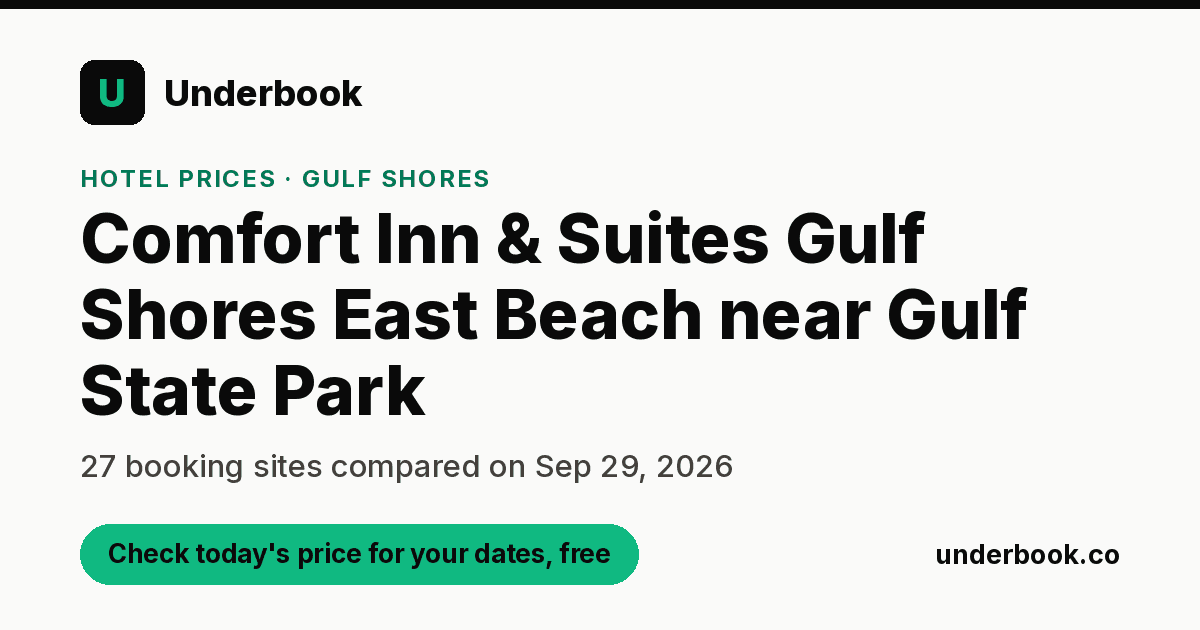 U Underbook
HOTEL PRICES · GULF SHORES
Comfort Inn & Suites Gulf
Shores East Beach near Gulf
State Park
27 booking sites compared on Sep 29, 2026
Check today's price for your dates, free
underbook.co